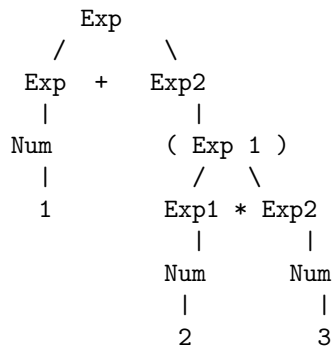 Exp
/ \
Exp + Exp2
| |
Num ( Exp 1 )
| / \
1 Exp1 * Exp2
| |
Num Num
| |
2 3